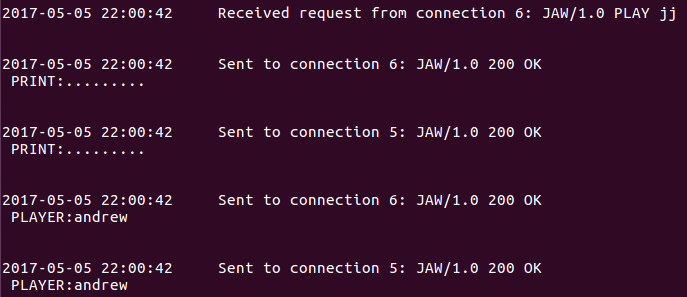 2017-05-05 22:00:42     Received request from connection 6: JAW/1.0 PLAY jj
2017-05-05 22:00:42     Sent to connection 6: JAW/1.0 200 OK
 PRINT:.........
2017-05-05 22:00:42     Sent to connection 5: JAW/1.0 200 OK
 PRINT:.........
2017-05-05 22:00:42     Sent to connection 6: JAW/1.0 200 OK
 PLAYER:andrew
2017-05-05 22:00:42     Sent to connection 5: JAW/1.0 200 OK
 PLAYER:andrew